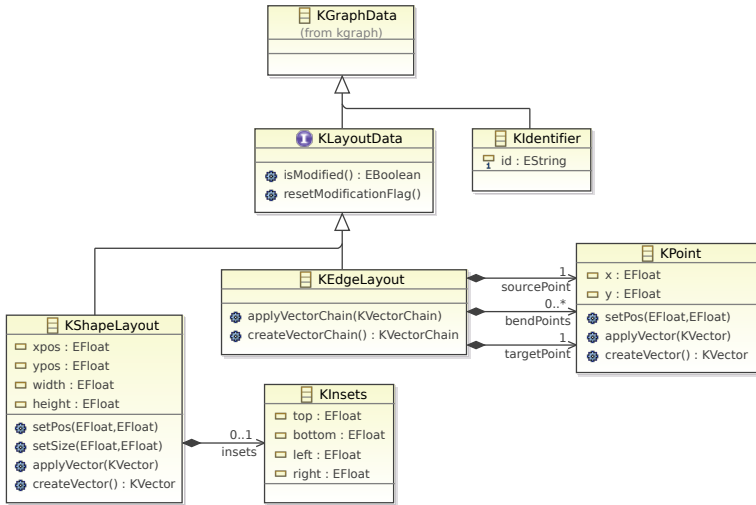 KGraphData
(from kgraph)
KLayoutData
isModified() : EBoolean
resetModificationFlag()
KIdentifier
id : EString
KEdgeLayout
applyVectorChain(KVectorChain)
createVectorChain() : KVectorChain
1
sourcePoint
0..*
bendPoints
1
targetPoint
KPoint
x : EFloat
y : EFloat
setPos(EFloat,EFloat)
applyVector(KVector)
createVector() : KVector
KShapeLayout
xpos : EFloat
ypos : EFloat
width : EFloat
height : EFloat
setPos(EFloat,EFloat)
setSize(EFloat,EFloat)
applyVector(KVector)
createVector() : KVector
0..1
insets
KInsets
top : EFloat
bottom : EFloat
left : EFloat
right : EFloat